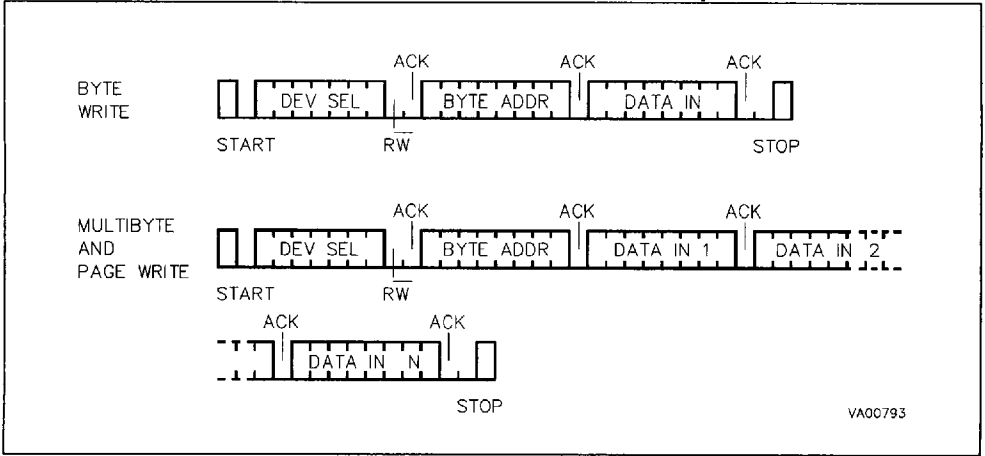 ACK ACK ACK
BYTE WRITE
DEV SEL BYTE ADDR DATA IN
START RW STOP
ACK ACK ACK
MULTIBYTE AND PAGE WRITE
DEV SEL BYTE ADDR DATA IN 1 DATA IN 2
START RW
ACK ACK
DATA IN N
STOP
VA00793